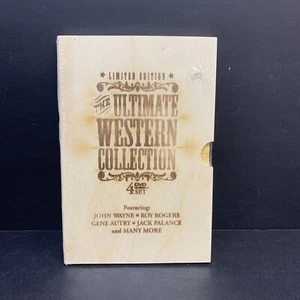 LIMITED EDITION
THE ULTIMATE
WESTERN
COLLECTION
4 DVD SET
Featuring:
JOHN WAYNE ★ ROY ROGERS
GENE AUTRY ★ JACK PALANCE
and MANY MORE